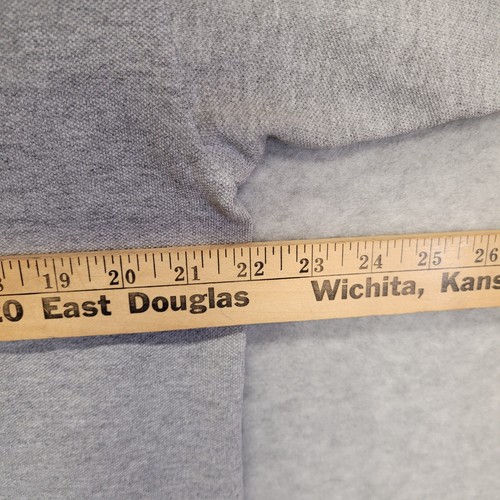 19 20 21 22 23 24 25 26
0 East Douglas Wichita, Kans